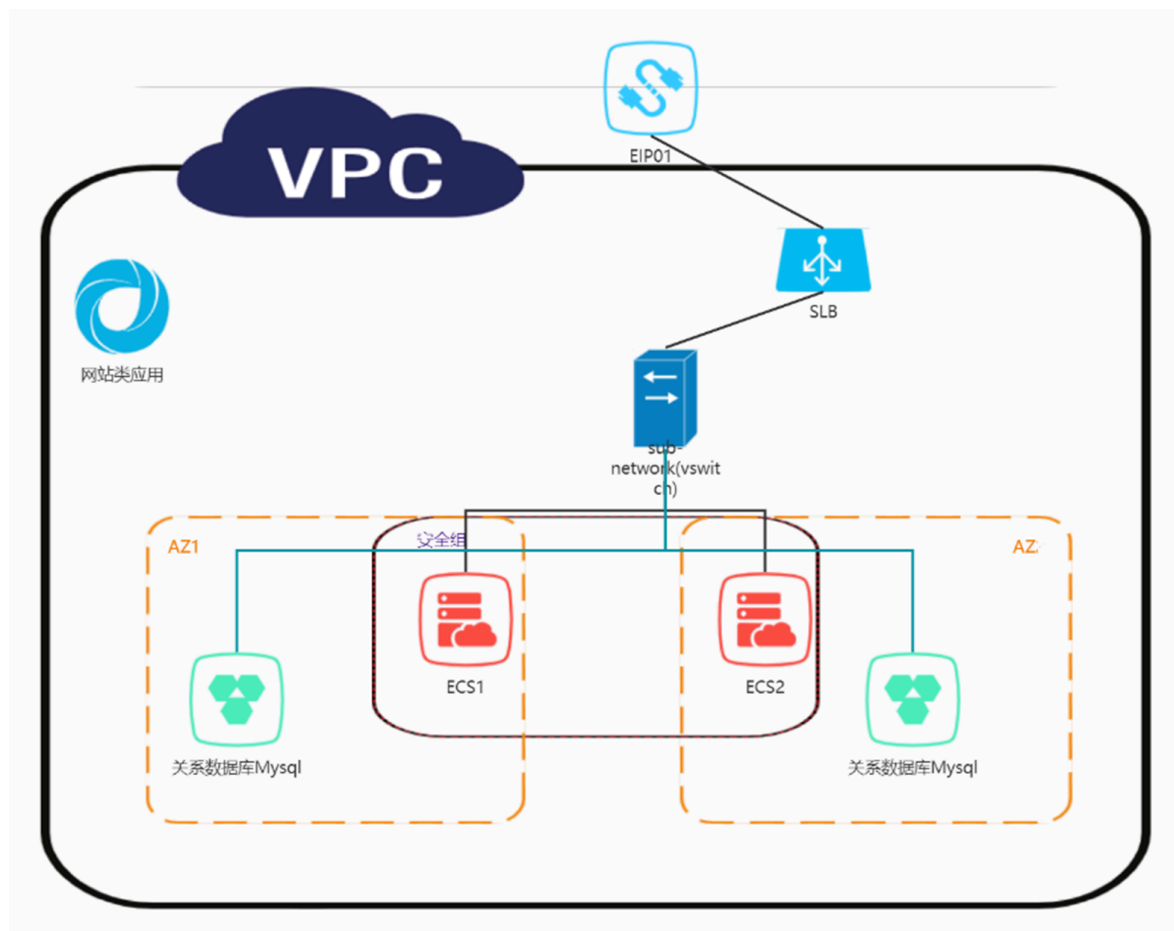 EIP01
VPC
SLB
网站类应用
sub-
network(vswit
ch)
AZ1
安全组
AZ
ECS1
ECS2
关系数据库Mysql
关系数据库Mysql